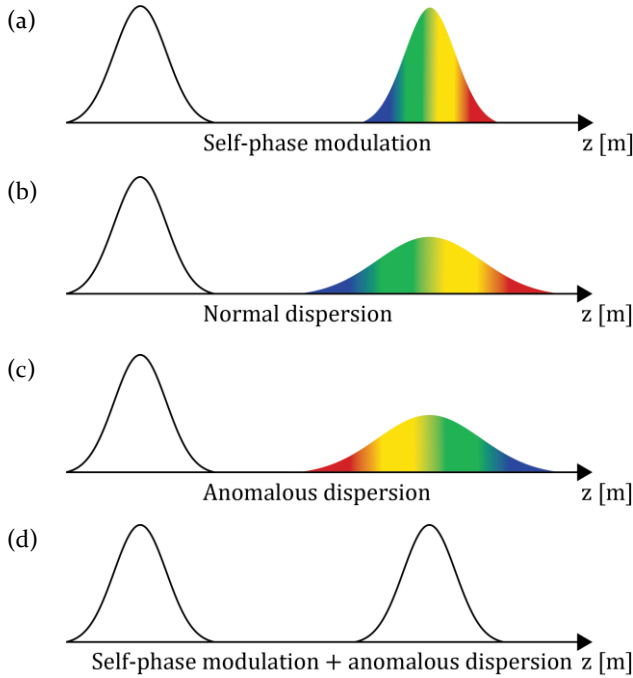 (a)
Self-phase modulation z [m]
(b)
Normal dispersion z [m]
(c)
Anomalous dispersion z [m]
(d)
Self-phase modulation + anomalous dispersion z [m]